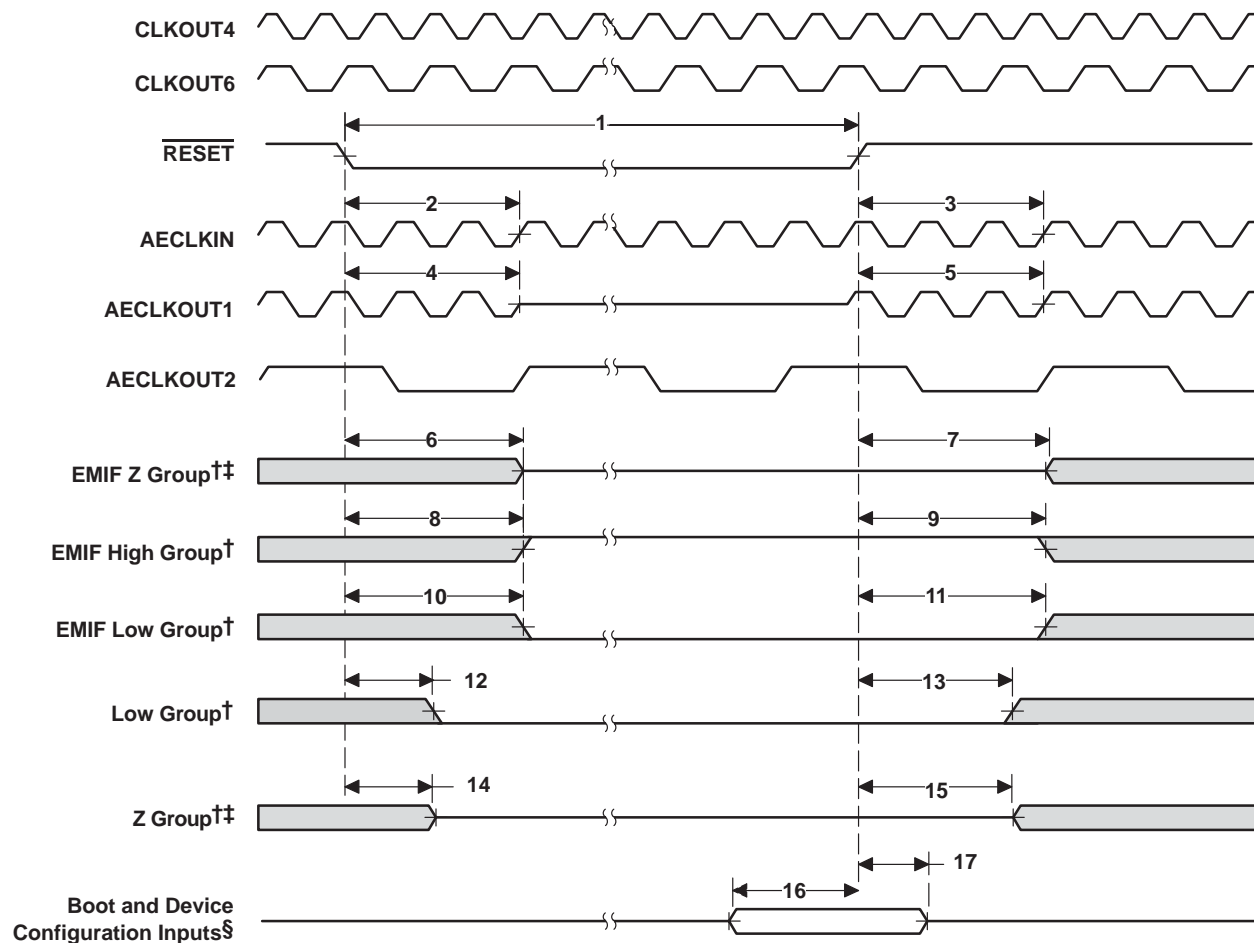 CLKOUT4
CLKOUT6
1
RESET
2
3
AECLKIN
4
5
AECLKOUT1
AECLKOUT2
6
7
EMIF Z Group†‡
8
9
EMIF High Group†
10
11
EMIF Low Group†
12
13
Low Group†
14
15
Z Group†‡
17
16
Boot and Device
Configuration Inputs§